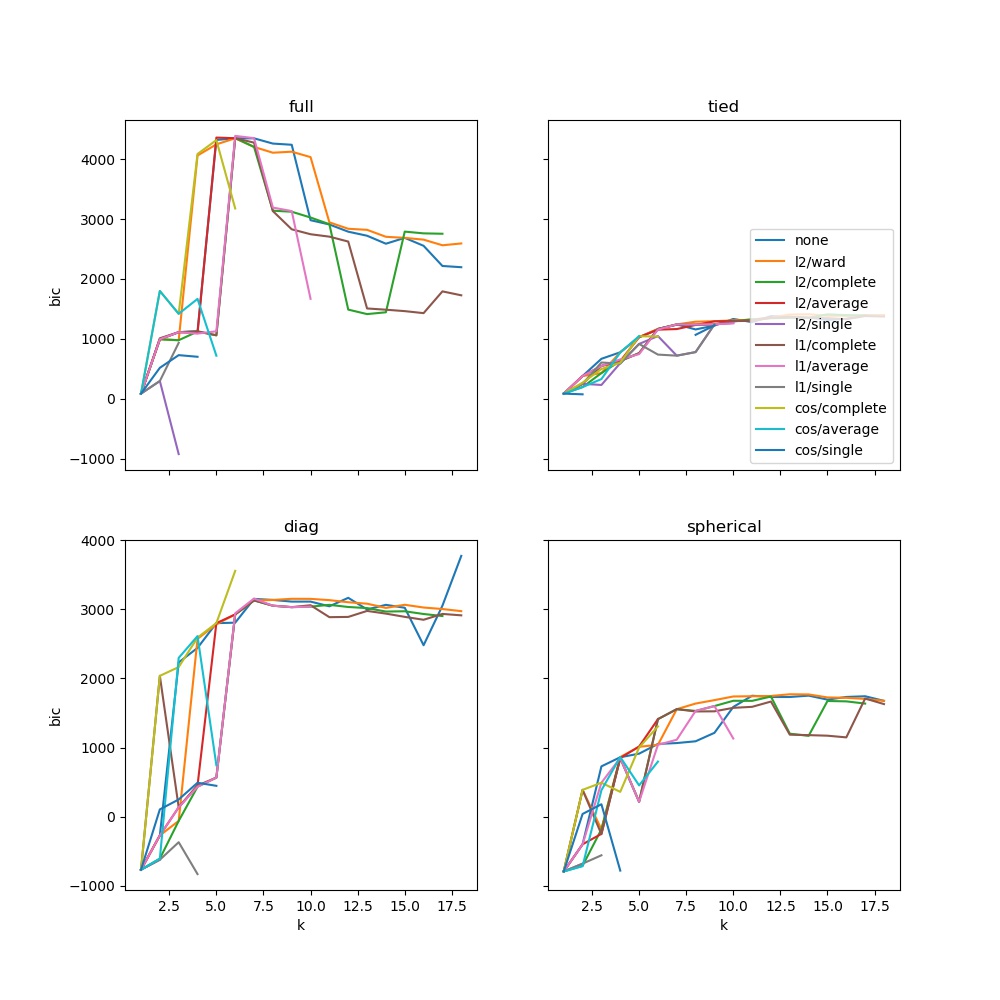 full
bic
4000
3000
2000
1000
0
−1000
tied
none
l2/ward
l2/complete
l2/average
l2/single
l1/complete
l1/average
l1/single
cos/complete
cos/average
cos/single
diag
bic
4000
3000
2000
1000
0
−1000
2.5 5.0 7.5 10.0 12.5 15.0 17.5
k
spherical
2.5 5.0 7.5 10.0 12.5 15.0 17.5
k